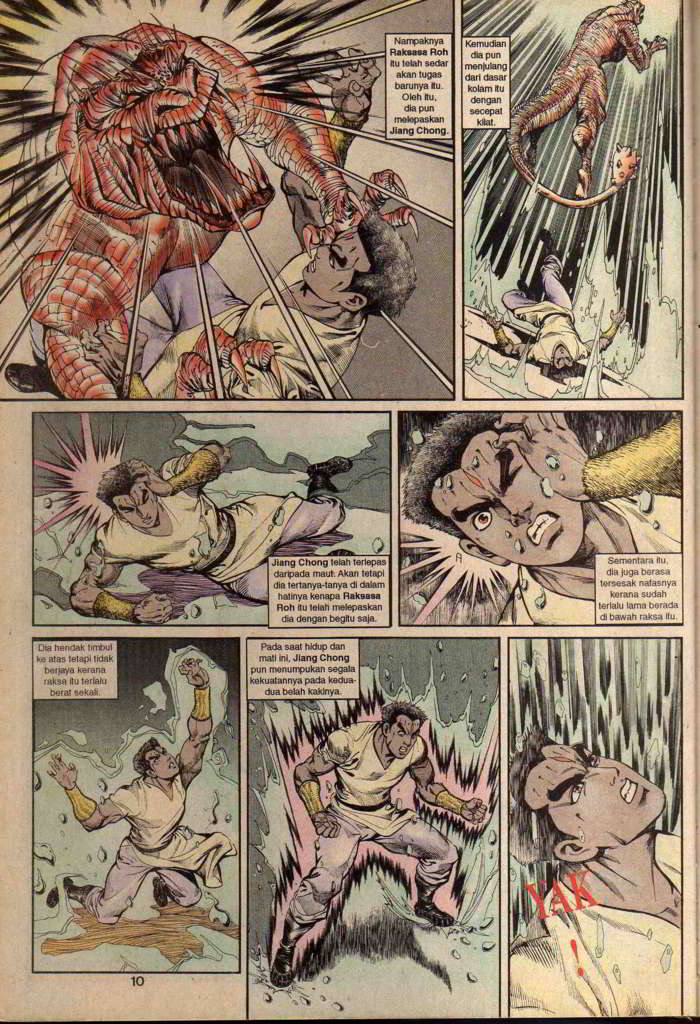 Nampaknya
Raksasa Roh
itu telah sedar
akan tugas
barunya itu.
Oleh itu,
dia pun
melepaskan
Jiang Chong.
Kemudian
dia pun
menjulang
dari dasar
kolam itu
dengan
secepat
kilat.
Jiang Chong telah terlepas
daripada maut. Akan tetapi
dia tertanya-tanya di dalam
hatinya kenapa Raksasa
Roh itu telah melepaskan
dia dengan begitu saja.
Sementara itu,
dia juga berasa
tersesak nafasnya
kerana sudah
terlalu lama berada
di bawah raksa itu.
Dia hendak timbul
ke atas tetapi tidak
berjaya kerana
raksa itu terlalu
berat sekali.
Pada saat hidup dan
mati ini, Jiang Chong
pun menumpukan segala
kekuatannya pada kedua-
dua belah kakinya.
YAK
!
10